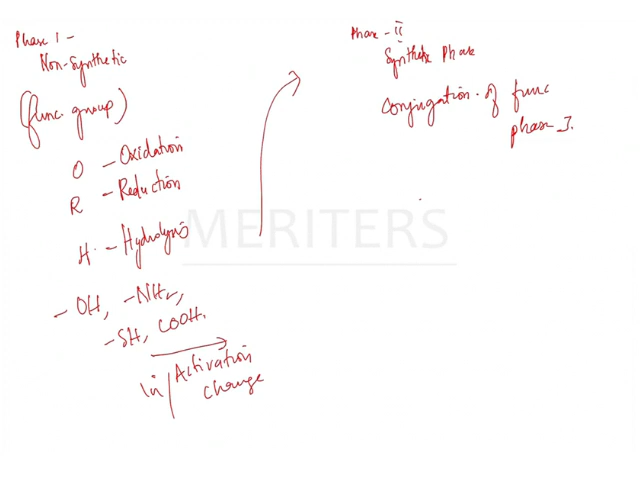 Phase I -
Non-Synthetic
(func. group)
O - Oxidation
R - Reduction
H - Hydrolysis
- OH, - NH₂,
- SH, COOH.
in/Activation
change
Phase - II
Synthetic Phase
Conjugation of func
phase I.
MERITERS